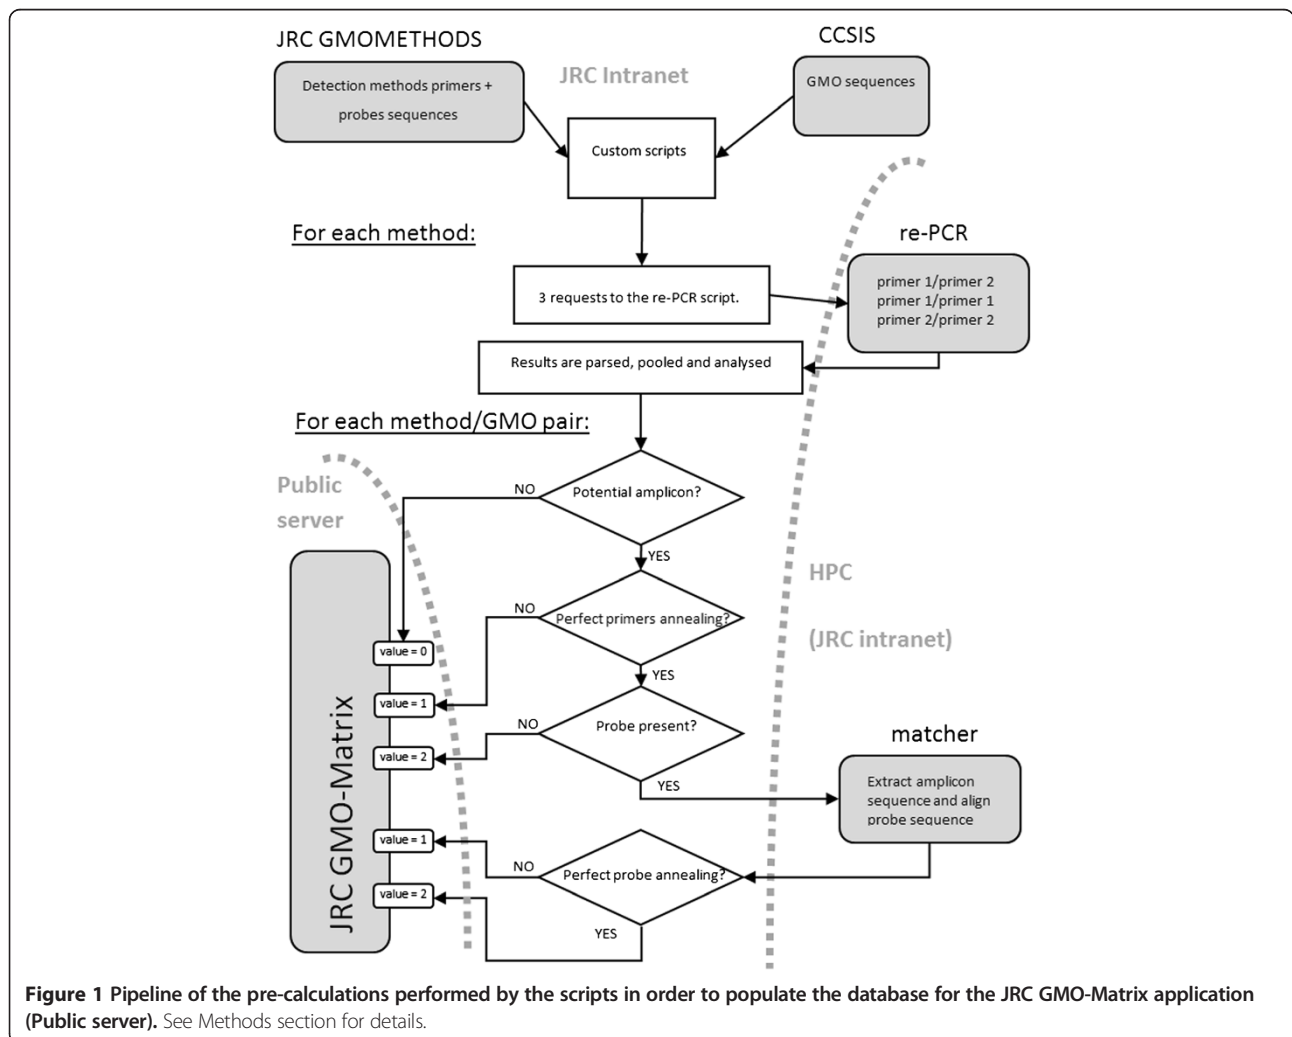 JRC GMOMETHODS
CCSIS
Detection methods primers +
probes sequences
JRC Intranet
GMO sequences
Custom scripts
For each method:
re-PCR
3 requests to the re-PCR script.
primer 1/primer 2
primer 1/primer 1
primer 2/primer 2
Results are parsed, pooled and analysed
For each method/GMO pair:
Public
server
NO
Potential amplicon?
YES
HPC
(JRC intranet)
NO
Perfect primers annealing?
value = 0
YES
value = 1
NO
Probe present?
value = 2
YES
matcher
Extract amplicon
sequence and align
probe sequence
JRC GMO-Matrix
value = 1
NO
Perfect probe annealing?
value = 2
YES
Figure 1 Pipeline of the pre-calculations performed by the scripts in order to populate the database for the JRC GMO-Matrix application
(Public server). See Methods section for details.